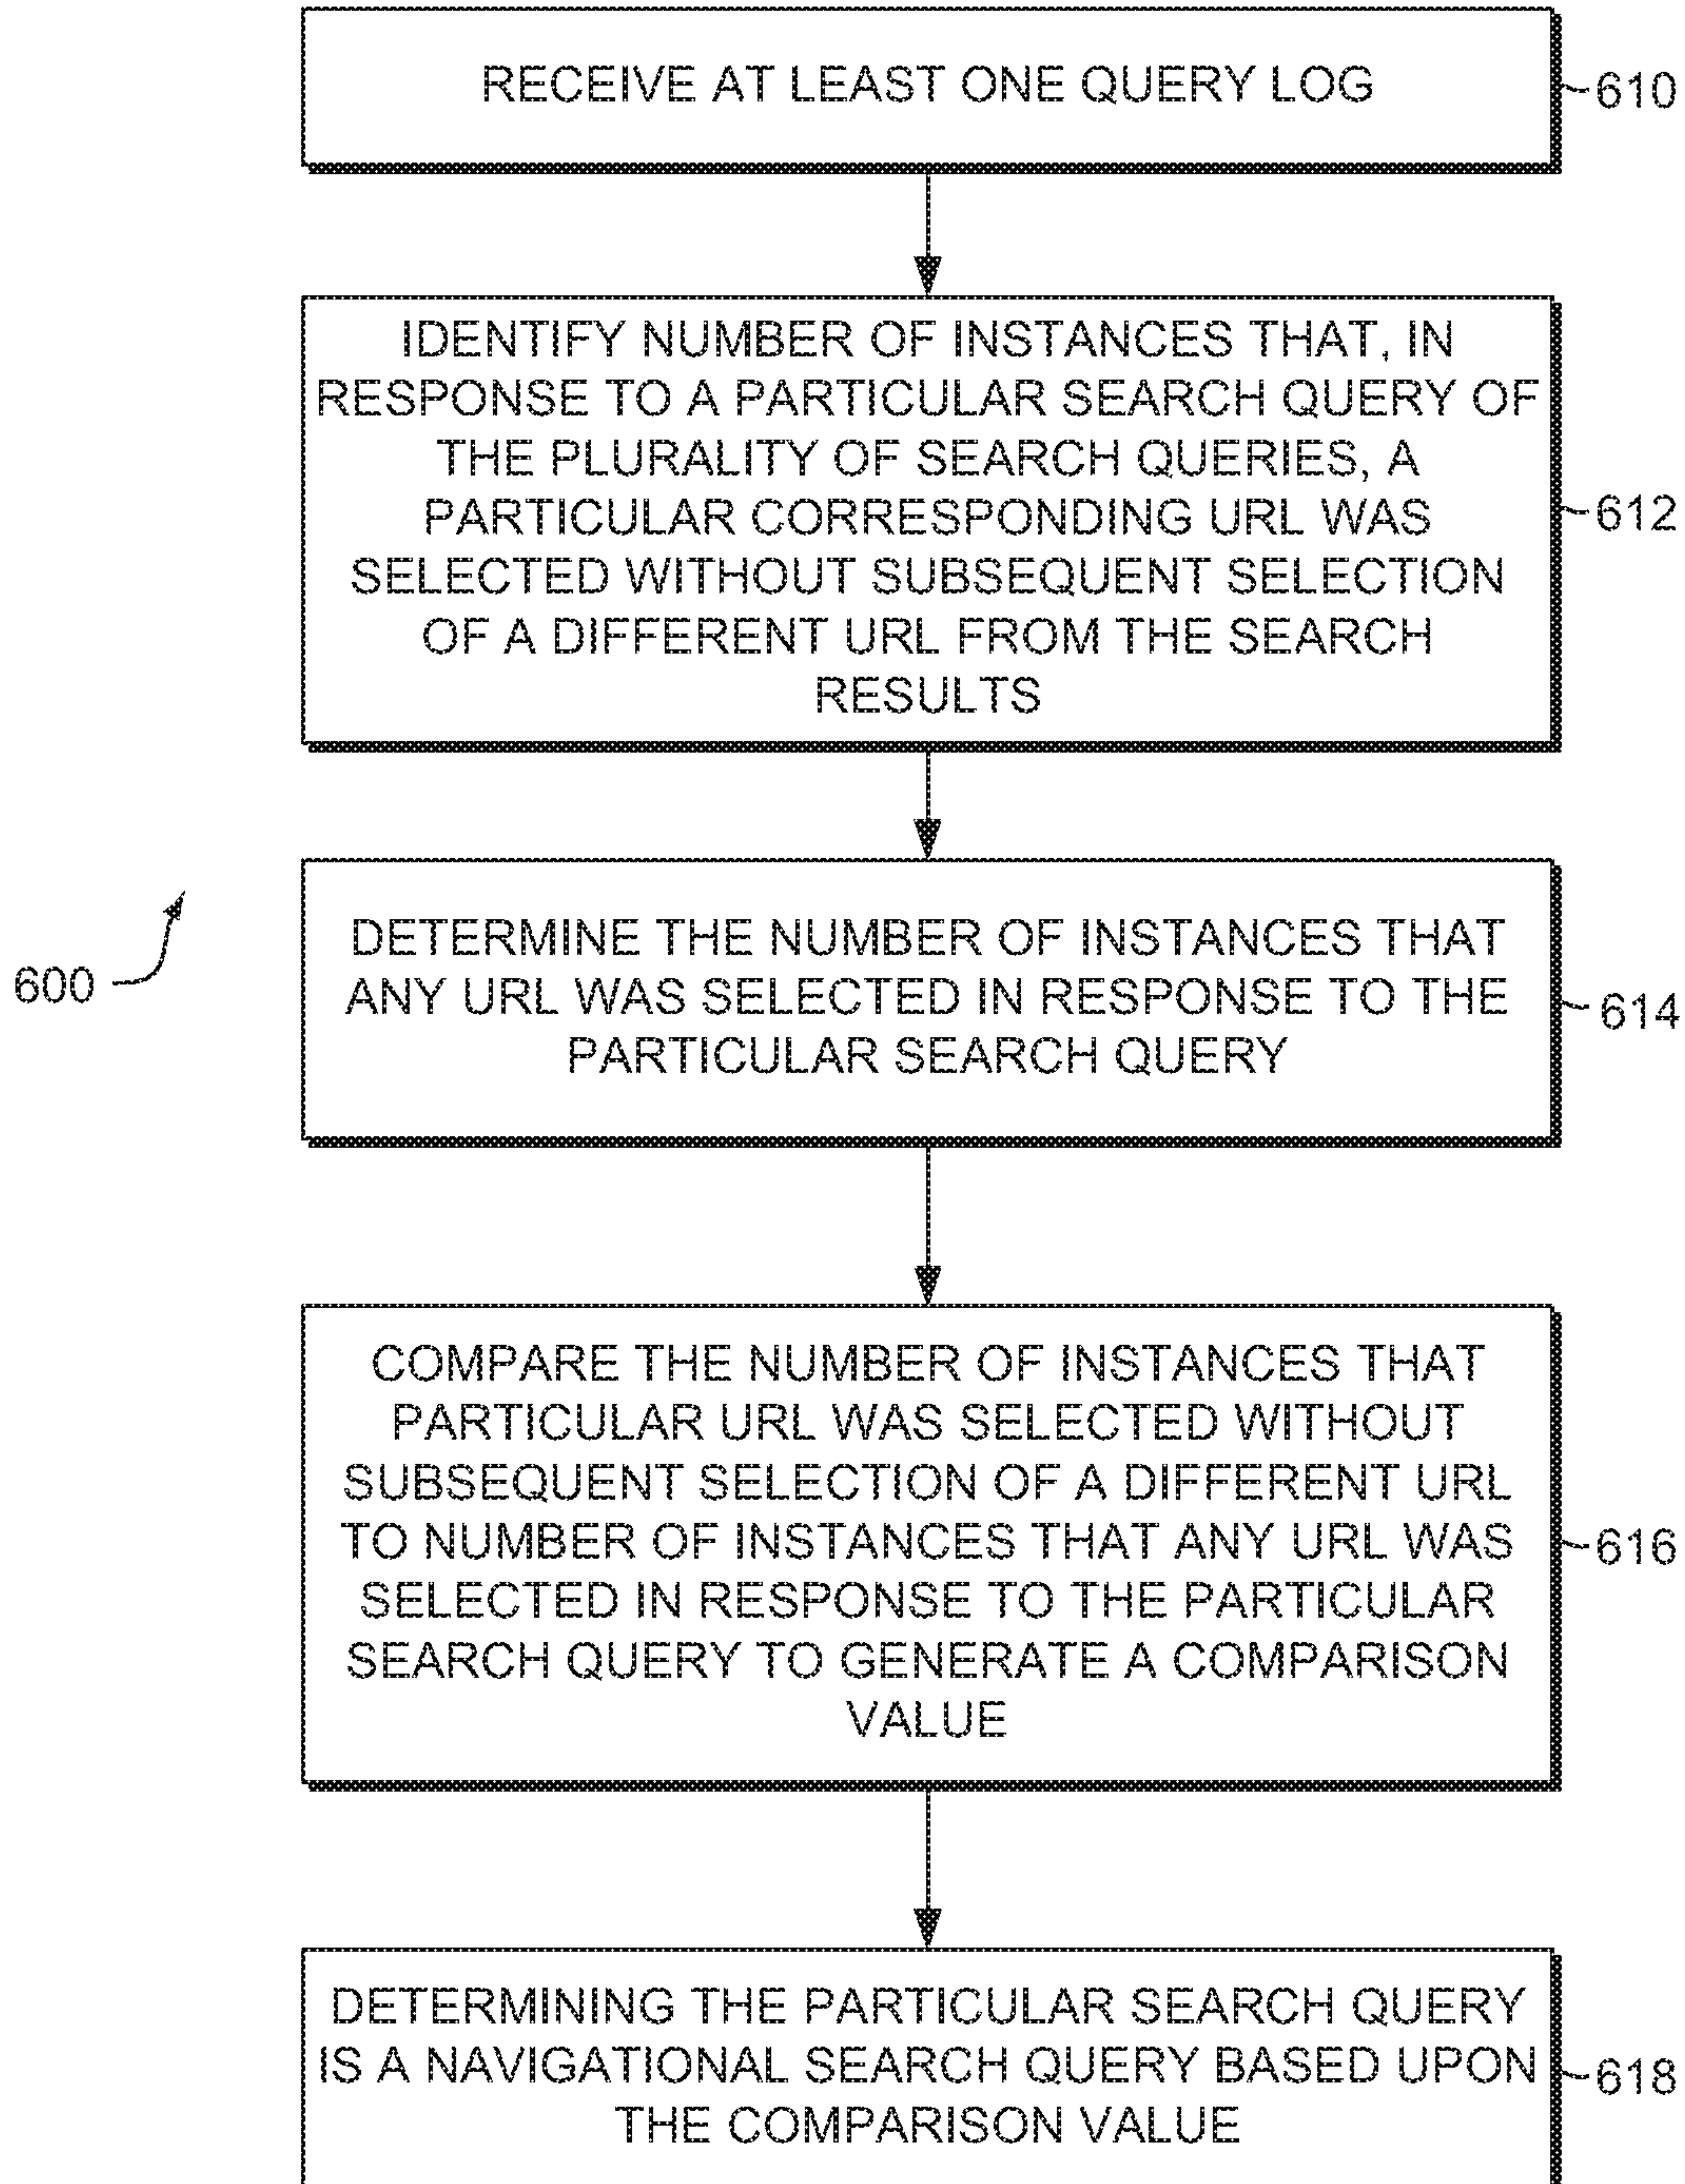 RECEIVE AT LEAST ONE QUERY LOG
610
IDENTIFY NUMBER OF INSTANCES THAT, IN
RESPONSE TO A PARTICULAR SEARCH QUERY OF
THE PLURALITY OF SEARCH QUERIES, A
PARTICULAR CORRESPONDING URL WAS
SELECTED WITHOUT SUBSEQUENT SELECTION
OF A DIFFERENT URL FROM THE SEARCH
RESULTS
612
600
DETERMINE THE NUMBER OF INSTANCES THAT
ANY URL WAS SELECTED IN RESPONSE TO THE
PARTICULAR SEARCH QUERY
614
COMPARE THE NUMBER OF INSTANCES THAT
PARTICULAR URL WAS SELECTED WITHOUT
SUBSEQUENT SELECTION OF A DIFFERENT URL
TO NUMBER OF INSTANCES THAT ANY URL WAS
SELECTED IN RESPONSE TO THE PARTICULAR
SEARCH QUERY TO GENERATE A COMPARISON
VALUE
616
DETERMINING THE PARTICULAR SEARCH QUERY
IS A NAVIGATIONAL SEARCH QUERY BASED UPON
THE COMPARISON VALUE
618